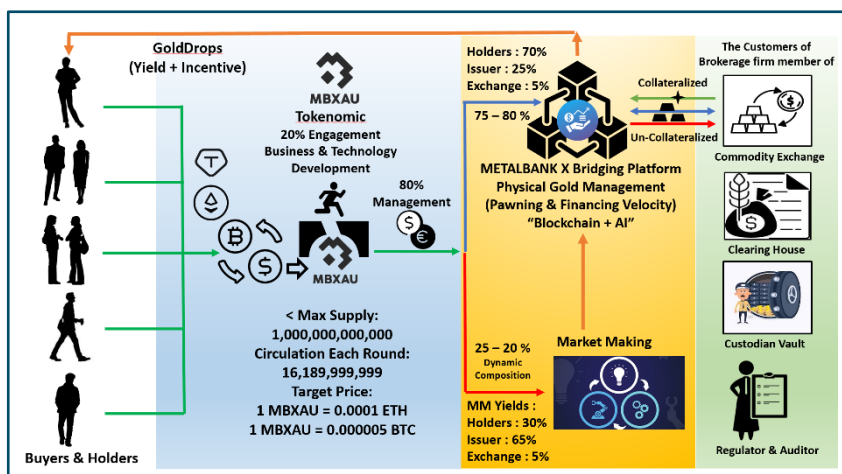 GoldDrops
(Yield + Incentive)
MBXAU
Tokenomic
20% Engagement
Business & Technology
Development
80%
Management
MBXAU
< Max Supply:
1,000,000,000,000
Circulation Each Round:
16,189,999,999
Target Price:
1 MBXAU = 0.0001 ETH
1 MBXAU = 0.000005 BTC
Buyers & Holders
Holders : 70%
Issuer : 25%
Exchange : 5%
75 – 80 %
METALBANK X Bridging Platform
Physical Gold Management
(Pawning & Financing Velocity)
“Blockchain + AI”
Market Making
25 – 20 %
Dynamic
Composition
MM Yields :
Holders : 30%
Issuer : 65%
Exchange : 5%
The Customers of
Brokerage firm member of
Collateralized
Un-Collateralized
Commodity Exchange
Clearing House
Custodian Vault
Regulator & Auditor